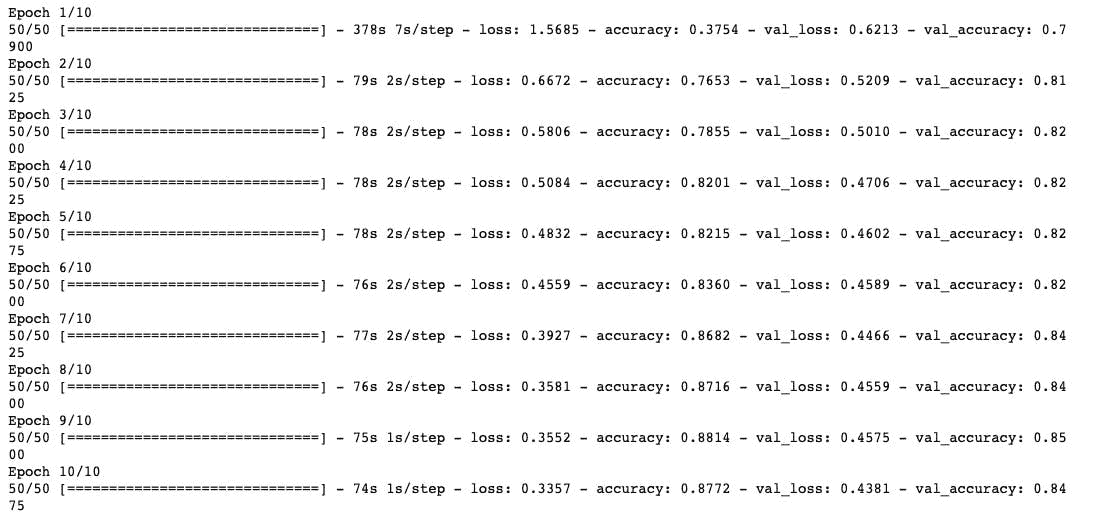 Epoch 1/10
50/50 [==============================] - 378s 7s/step - loss: 1.5685 - accuracy: 0.3754 - val_loss: 0.6213 - val_accuracy: 0.7
900
Epoch 2/10
50/50 [==============================] - 79s 2s/step - loss: 0.6672 - accuracy: 0.7653 - val_loss: 0.5209 - val_accuracy: 0.81
25
Epoch 3/10
50/50 [==============================] - 78s 2s/step - loss: 0.5806 - accuracy: 0.7855 - val_loss: 0.5010 - val_accuracy: 0.82
00
Epoch 4/10
50/50 [==============================] - 78s 2s/step - loss: 0.5084 - accuracy: 0.8201 - val_loss: 0.4706 - val_accuracy: 0.82
25
Epoch 5/10
50/50 [==============================] - 78s 2s/step - loss: 0.4832 - accuracy: 0.8215 - val_loss: 0.4602 - val_accuracy: 0.82
75
Epoch 6/10
50/50 [==============================] - 76s 2s/step - loss: 0.4559 - accuracy: 0.8360 - val_loss: 0.4589 - val_accuracy: 0.82
00
Epoch 7/10
50/50 [==============================] - 77s 2s/step - loss: 0.3927 - accuracy: 0.8682 - val_loss: 0.4466 - val_accuracy: 0.84
25
Epoch 8/10
50/50 [==============================] - 76s 2s/step - loss: 0.3581 - accuracy: 0.8716 - val_loss: 0.4559 - val_accuracy: 0.84
00
Epoch 9/10
50/50 [==============================] - 75s 1s/step - loss: 0.3552 - accuracy: 0.8814 - val_loss: 0.4575 - val_accuracy: 0.85
00
Epoch 10/10
50/50 [==============================] - 74s 1s/step - loss: 0.3357 - accuracy: 0.8772 - val_loss: 0.4381 - val_accuracy: 0.84
75